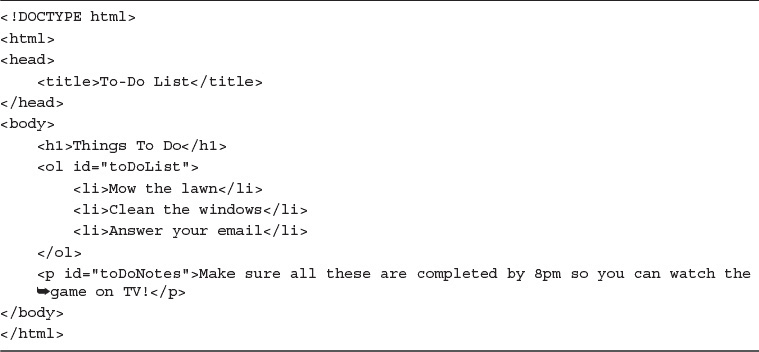 <!DOCTYPE html>
<html>
<head>
    <title>To-Do List</title>
</head>
<body>
    <h1>Things To Do</h1>
    <ol id="toDoList">
        <li>Mow the lawn</li>
        <li>Clean the windows</li>
        <li>Answer your email</li>
    </ol>
    <p id="toDoNotes">Make sure all these are completed by 8pm so you can watch the
    ➥game on TV!</p>
</body>
</html>